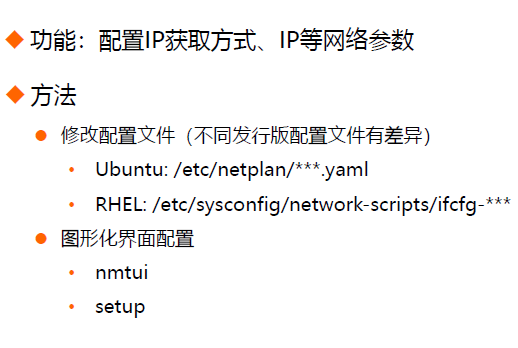 功能：配置IP获取方式、IP等网络参数
方法
修改配置文件（不同发行版配置文件有差异）
Ubuntu: /etc/netplan/***.yaml
RHEL: /etc/sysconfig/network-scripts/ifcfg-***
图形化界面配置
nmtui
setup